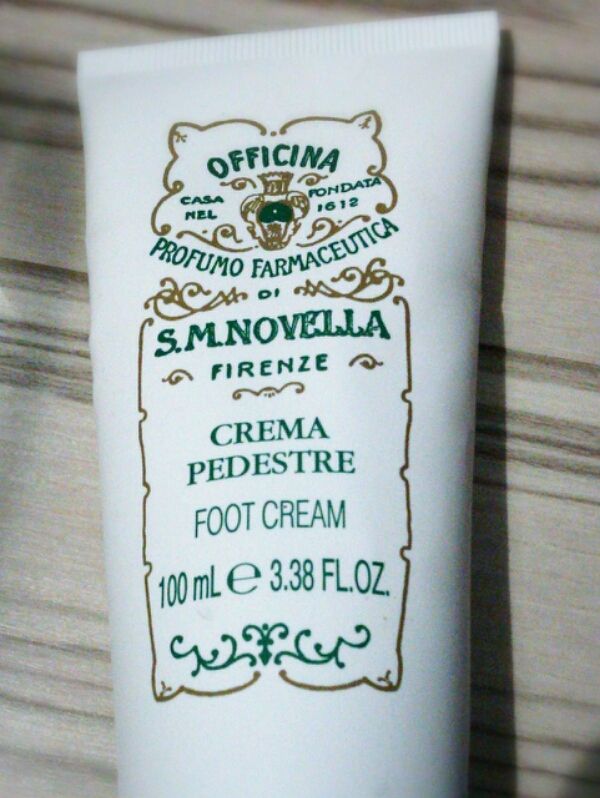 OFFICINA
CASA FONDATA
NEL 1612
PROFUMO FARMACEUTICA
DI
S.M.NOVELLA
FIRENZE
CREMA
PEDESTRE
FOOT CREAM
100 mL ℮ 3.38 FL.OZ.